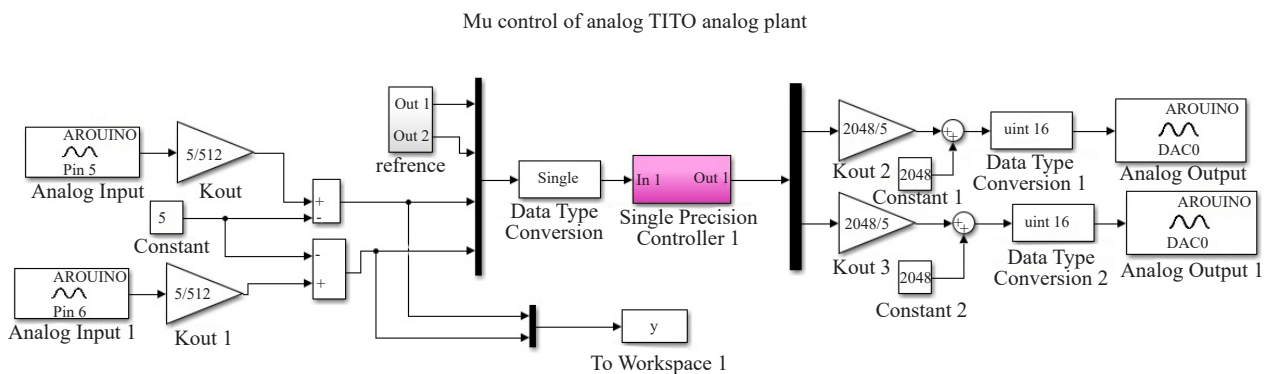 Mu control of analog TITO analog plant
AROUINO
Pin 5
Analog Input
5/512
Kout
5
Constant
AROUINO
Pin 6
Analog Input 1
5/512
Kout 1
+
-
-
+
Out 1
Out 2
refrence
Single
Data Type
Conversion
In 1
Out 1
Single Precision
Controller 1
y
To Workspace 1
2048/5
Kout 2
2048
Constant 1
++
uint 16
Data Type
Conversion 1
AROUINO
DAC0
Analog Output
2048/5
Kout 3
2048
Constant 2
++
uint 16
Data Type
Conversion 2
AROUINO
DAC0
Analog Output 1